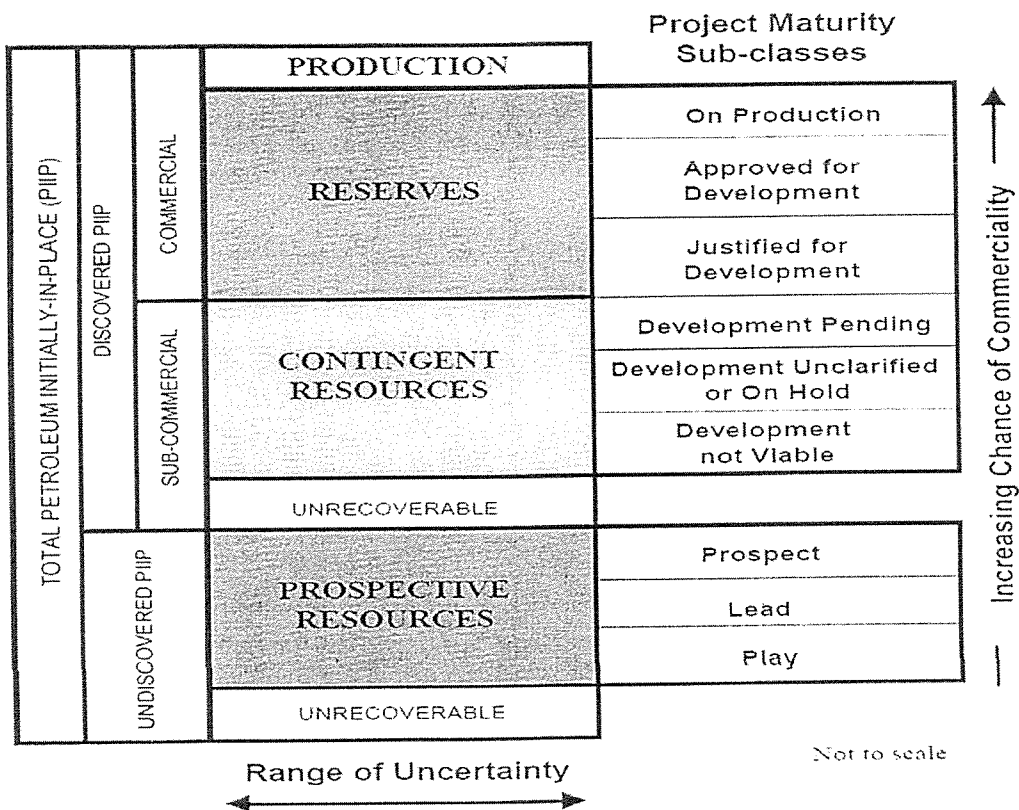 Project Maturity
Sub-classes
TOTAL PETROLEUM INITIALLY-IN-PLACE (PIIP)
DISCOVERED PIIP
COMMERCIAL
PRODUCTION
RESERVES
On Production
Approved for
Development
Justified for
Development
SUB-COMMERCIAL
CONTINGENT
RESOURCES
Development Pending
Development Unclarified
or On Hold
Development
not Viable
UNRECOVERABLE
UNDISCOVERED PIIP
PROSPECTIVE
RESOURCES
Prospect
Lead
Play
UNRECOVERABLE
Increasing Chance of Commerciality
Range of Uncertainty
Not to scale